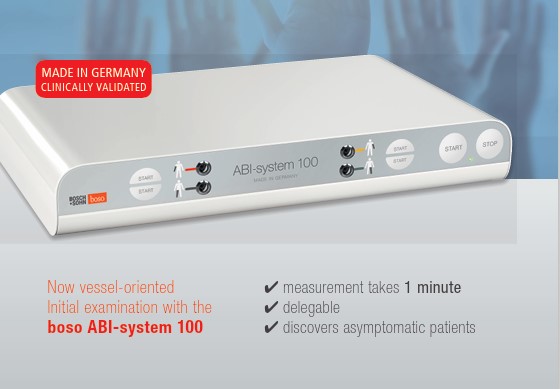 MADE IN GERMANY
CLINICALLY VALIDATED
START
START
ABI-system 100
MADE IN GERMANY
START
START
START
STOP
BOSCH
+SOHN boso
Now vessel-oriented
Initial examination with the
boso ABI-system 100
✔ measurement takes 1 minute
✔ delegable
✔ discovers asymptomatic patients